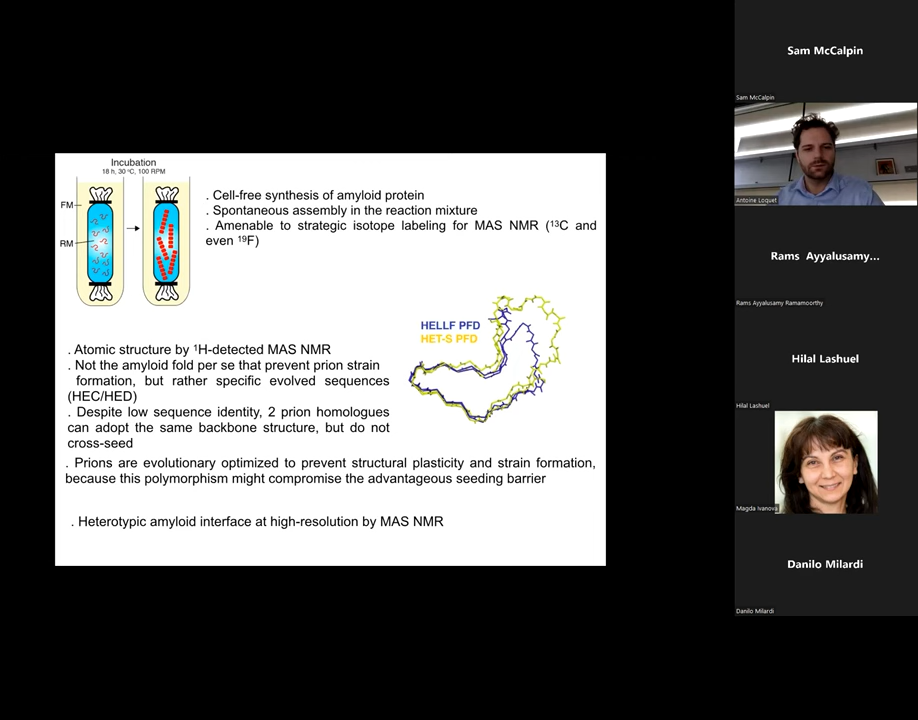 Incubation
18 h, 30 °C, 100 RPM
FM
RM
. Cell-free synthesis of amyloid protein
. Spontaneous assembly in the reaction mixture
. Amenable to strategic isotope labeling for MAS NMR (¹³C and
even ¹⁹F)
HELLF PFD
HET-S PFD
. Atomic structure by ¹H-detected MAS NMR
. Not the amyloid fold per se that prevent prion strain
formation, but rather specific evolved sequences
(HEC/HED)
. Despite low sequence identity, 2 prion homologues
can adopt the same backbone structure, but do not
cross-seed
. Prions are evolutionary optimized to prevent structural plasticity and strain formation,
because this polymorphism might compromise the advantageous seeding barrier
. Heterotypic amyloid interface at high-resolution by MAS NMR
Sam McCalpin
Sam McCalpin
Antoine Loquet
Rams Ayyalusamy...
Rams Ayyalusamy Ramamoorthy
Hilal Lashuel
Hilal Lashuel
Magda Ivanova
Danilo Milardi
Danilo Milardi